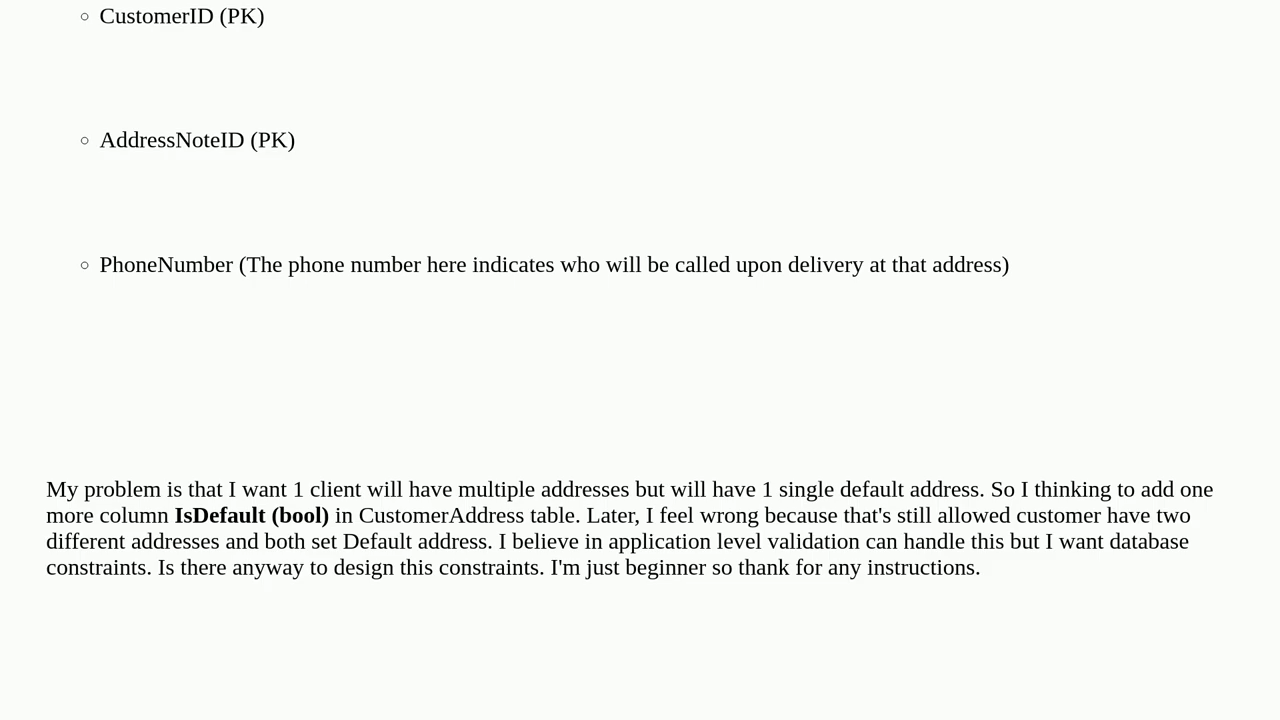 CustomerID (PK)
AddressNoteID (PK)
PhoneNumber (The phone number here indicates who will be called upon delivery at that address)
My problem is that I want 1 client will have multiple addresses but will have 1 single default address. So I thinking to add one
more column IsDefault (bool) in CustomerAddress table. Later, I feel wrong because that's still allowed customer have two
different addresses and both set Default address. I believe in application level validation can handle this but I want database
constraints. Is there anyway to design this constraints. I'm just beginner so thank for any instructions.